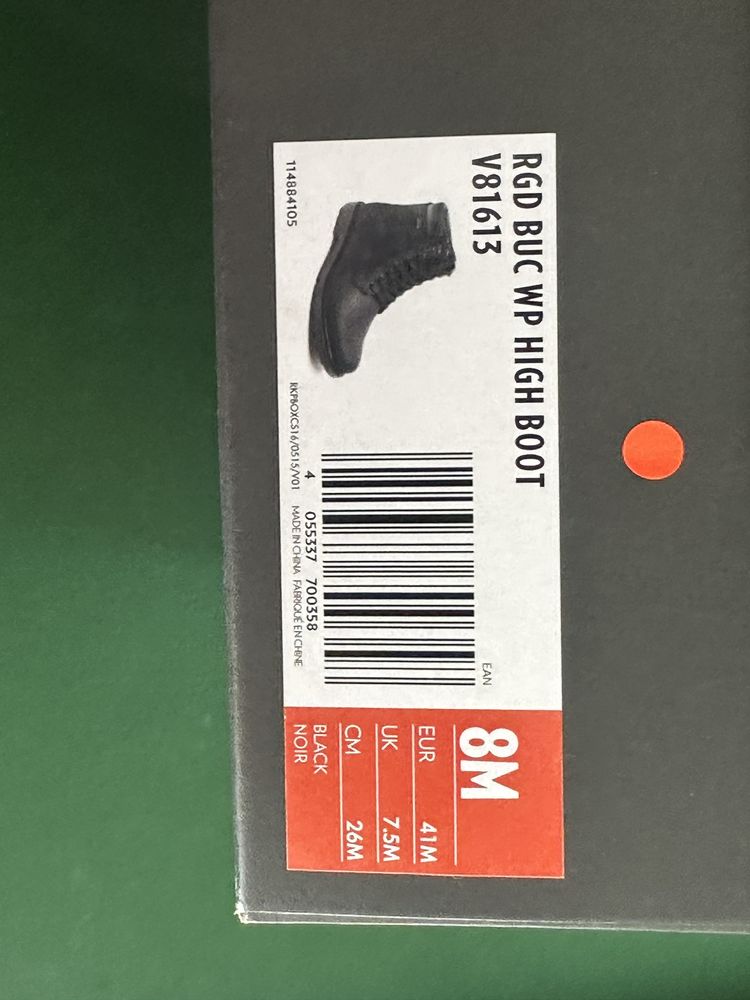 RGD BUC WP HIGH BOOT
V81613
EAN
4 055337 700358
114884105
RKPBOXCS16/0515/V01 MADE IN CHINA FABRIQUÉ EN CHINE
8M
EUR 41M
UK 7.5M
CM 26M
BLACK
NOIR